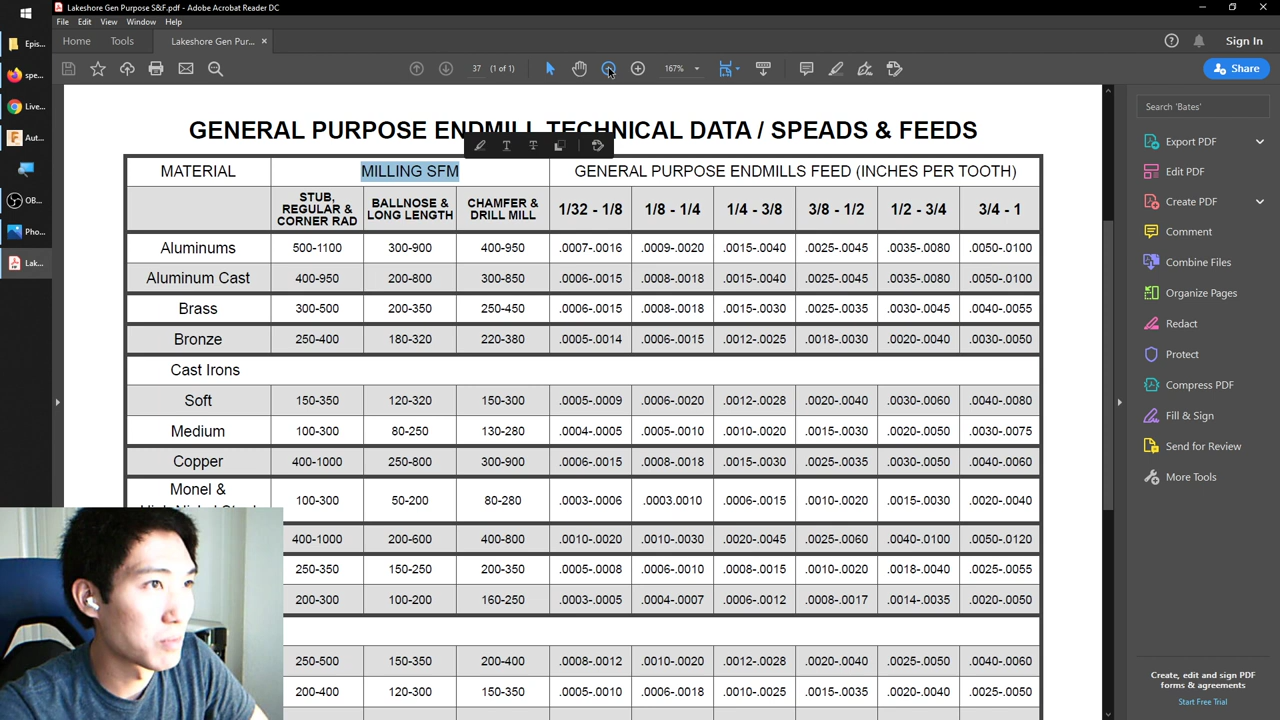 Lakeshore Gen Purpose S&F.pdf - Adobe Acrobat Reader DC
File Edit View Window Help
Home Tools Lakeshore Gen Pur... × Sign In
37 (1 of 1) 167% Share
Epis...
spe...
Live...
Aut...
OB...
Pho...
Lak...
GENERAL PURPOSE ENDMILL TECHNICAL DATA / SPEADS & FEEDS
MATERIAL MILLING SFM GENERAL PURPOSE ENDMILLS FEED (INCHES PER TOOTH)
STUB, REGULAR & CORNER RAD BALLNOSE & LONG LENGTH CHAMFER & DRILL MILL 1/32 - 1/8 1/8 - 1/4 1/4 - 3/8 3/8 - 1/2 1/2 - 3/4 3/4 - 1
Aluminums 500-1100 300-900 400-950 .0007-.0016 .0009-.0020 .0015-.0040 .0025-.0045 .0035-.0080 .0050-.0100
Aluminum Cast 400-950 200-800 300-850 .0006-.0015 .0008-.0018 .0015-.0040 .0025-.0045 .0035-.0080 .0050-.0100
Brass 300-500 200-350 250-450 .0006-.0015 .0008-.0018 .0015-.0030 .0025-.0035 .0030-.0045 .0040-.0055
Bronze 250-400 180-320 220-380 .0005-.0014 .0006-.0015 .0012-.0025 .0018-.0030 .0020-.0040 .0030-.0050
Cast Irons
Soft 150-350 120-320 150-300 .0005-.0009 .0006-.0020 .0012-.0028 .0020-.0040 .0030-.0060 .0040-.0080
Medium 100-300 80-250 130-280 .0004-.0005 .0005-.0010 .0010-.0020 .0015-.0030 .0020-.0050 .0030-.0075
Copper 400-1000 250-800 300-900 .0006-.0015 .0008-.0018 .0015-.0030 .0025-.0035 .0030-.0050 .0040-.0060
Monel & 100-300 50-200 80-280 .0003-.0006 .0003.0010 .0006-.0015 .0010-.0020 .0015-.0030 .0020-.0040
400-1000 200-600 400-800 .0010-.0020 .0010-.0030 .0020-.0045 .0025-.0060 .0040-.0100 .0050-.0120
250-350 150-250 200-350 .0005-.0008 .0006-.0010 .0008-.0015 .0010-.0020 .0018-.0040 .0025-.0055
200-300 100-200 160-250 .0003-.0005 .0004-.0007 .0006-.0012 .0008-.0017 .0014-.0035 .0020-.0050
250-500 150-350 200-400 .0008-.0012 .0010-.0020 .0012-.0028 .0020-.0040 .0025-.0050 .0040-.0060
200-400 120-300 150-350 .0005-.0010 .0006-.0018 .0010-.0025 .0015-.0035 .0020-.0040 .0025-.0050
Search 'Bates'
Export PDF
Edit PDF
Create PDF
Comment
Combine Files
Organize Pages
Redact
Protect
Compress PDF
Fill & Sign
Send for Review
More Tools
Create, edit and sign PDF
forms & agreements
Start Free Trial